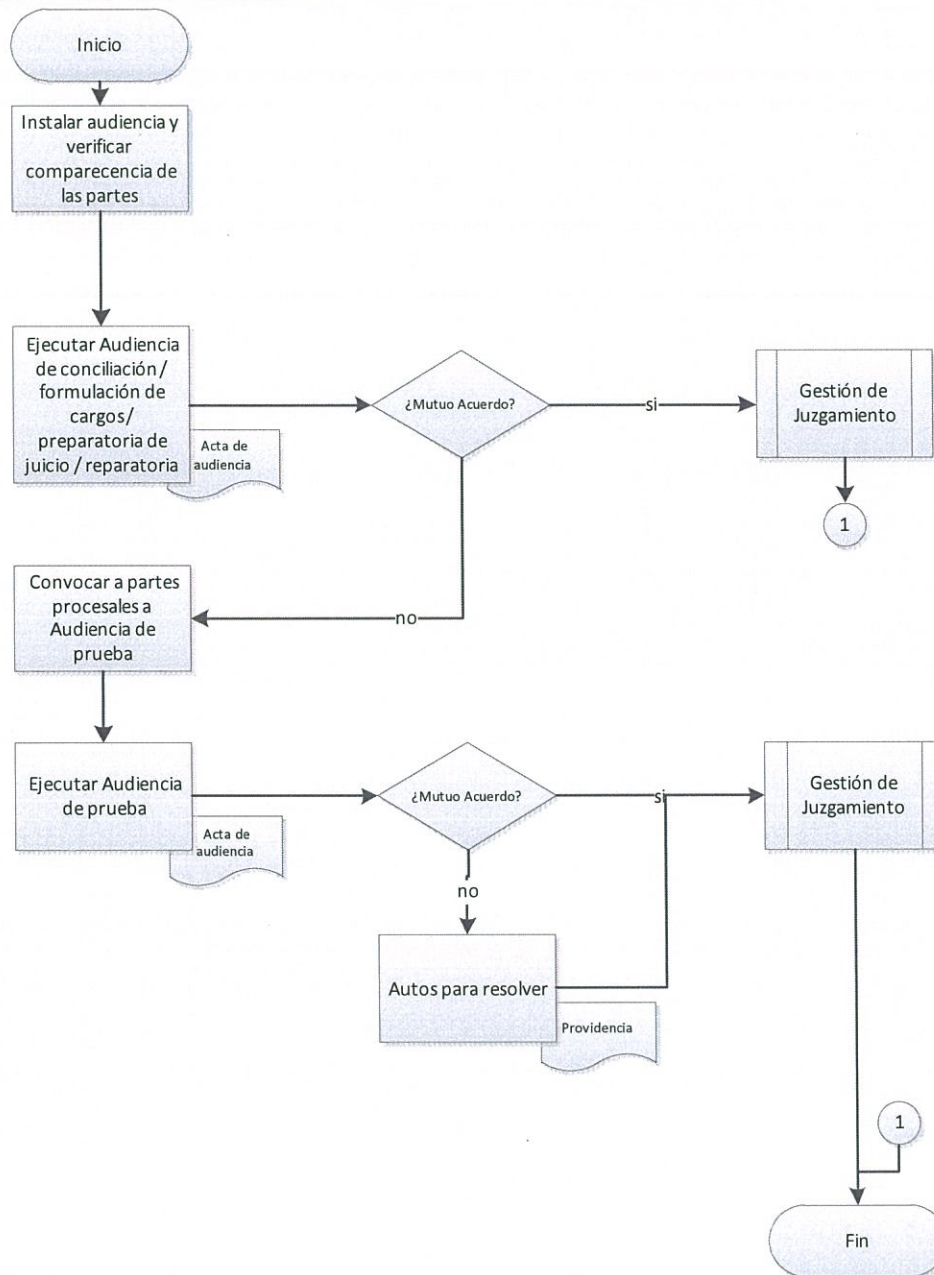 Inicio
Instalar audiencia y
verificar
comparecencia de
las partes
Ejecutar Audiencia
de conciliación /
formulación de
cargos/
preparatoria de
juicio / reparatoria
Acta de
audiencia
¿Mutuo Acuerdo?
si
Gestión de
Juzgamiento
1
no
Convocar a partes
procesales a
Audiencia de
prueba
Ejecutar Audiencia
de prueba
Acta de
audiencia
¿Mutuo Acuerdo?
si
Gestión de
Juzgamiento
no
Autos para resolver
Providencia
1
Fin